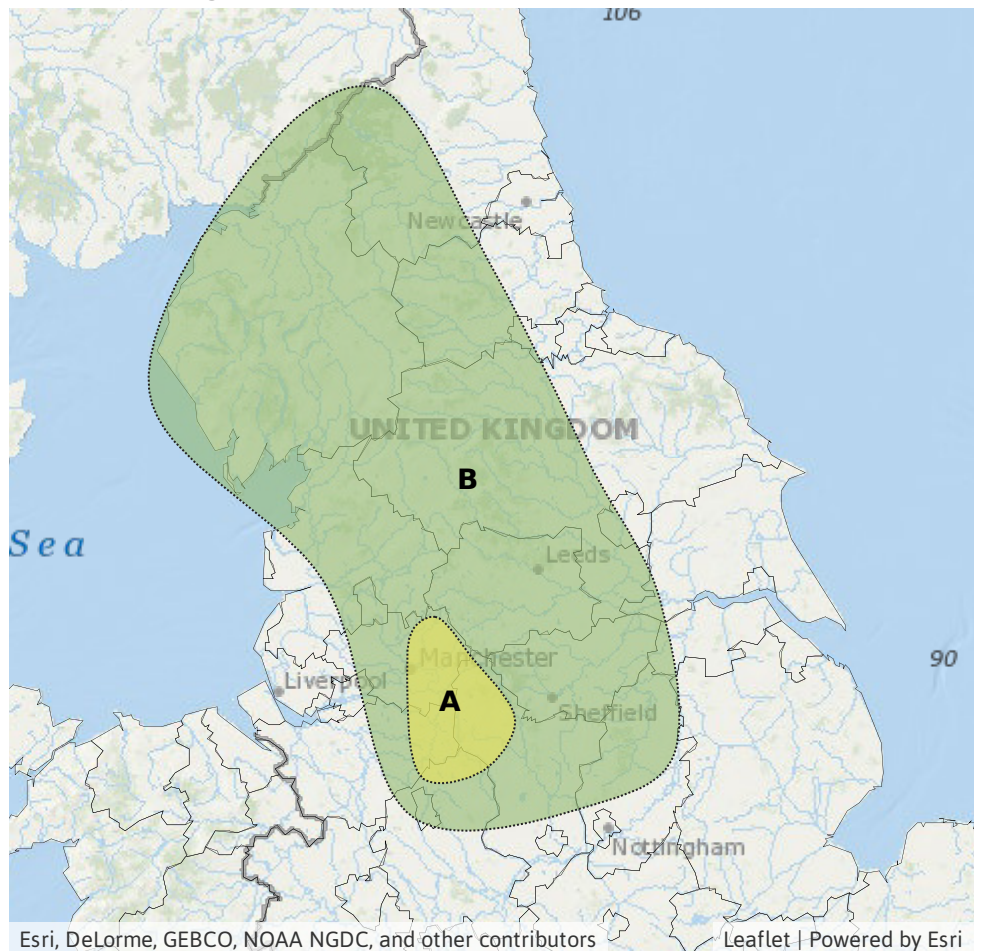 106
Newcastle
UNITED KINGDOM
B
Sea
Leeds
Manchester
90
Liverpool
A
Sheffield
Nottingham
Esri, DeLorme, GEBCO, NOAA NGDC, and other contributors
Leaflet | Powered by Esri